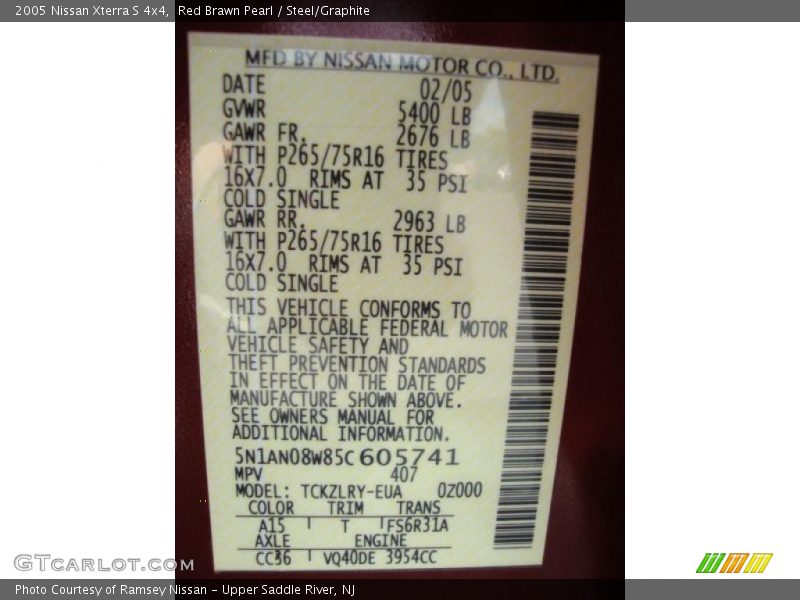 2005 Nissan Xterra S 4x4, Red Brawn Pearl / Steel/Graphite
MFD BY NISSAN MOTOR CO., LTD.
DATE 02/05
GVWR 5400 LB
GAWR FR. 2676 LB
WITH P265/75R16 TIRES
16X7.0 RIMS AT 35 PSI
COLD SINGLE
GAWR RR. 2963 LB
WITH P265/75R16 TIRES
16X7.0 RIMS AT 35 PSI
COLD SINGLE
THIS VEHICLE CONFORMS TO
ALL APPLICABLE FEDERAL MOTOR
VEHICLE SAFETY AND
THEFT PREVENTION STANDARDS
IN EFFECT ON THE DATE OF
MANUFACTURE SHOWN ABOVE.
SEE OWNERS MANUAL FOR
ADDITIONAL INFORMATION.
5N1AN08W85C605741
MPV 407
MODEL: TCKZLRY-EUA 0Z000
COLOR TRIM TRANS
A15 T FS6R31A
AXLE ENGINE
CC36 VQ40DE 3954CC
GTCarLot.com
Photo Courtesy of Ramsey Nissan - Upper Saddle River, NJ